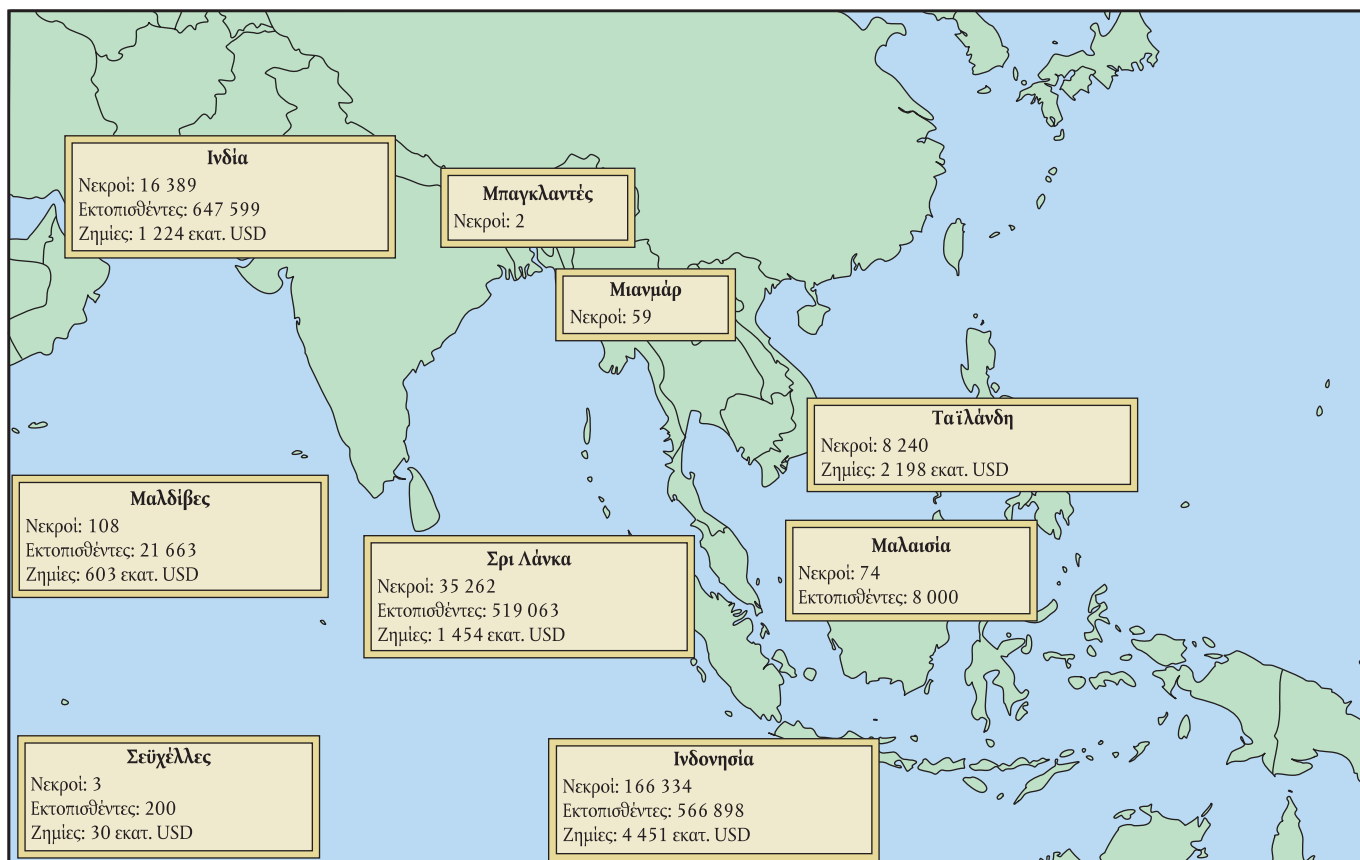 Ινδία
Νεκροί: 16 389
Εκτοπισθέντες: 647 599
Ζημίες: 1 224 εκατ. USD
Μπαγκλαντές
Νεκροί: 2
Μιανμάρ
Νεκροί: 59
Ταϊλάνδη
Νεκροί: 8 240
Ζημίες: 2 198 εκατ. USD
Μαλδίβες
Νεκροί: 108
Εκτοπισθέντες: 21 663
Ζημίες: 603 εκατ. USD
Σρι Λάνκα
Νεκροί: 35 262
Εκτοπισθέντες: 519 063
Ζημίες: 1 454 εκατ. USD
Μαλαισία
Νεκροί: 74
Εκτοπισθέντες: 8 000
Σεϋχέλλες
Νεκροί: 3
Εκτοπισθέντες: 200
Ζημίες: 30 εκατ. USD
Ινδονησία
Νεκροί: 166 334
Εκτοπισθέντες: 566 898
Ζημίες: 4 451 εκατ. USD